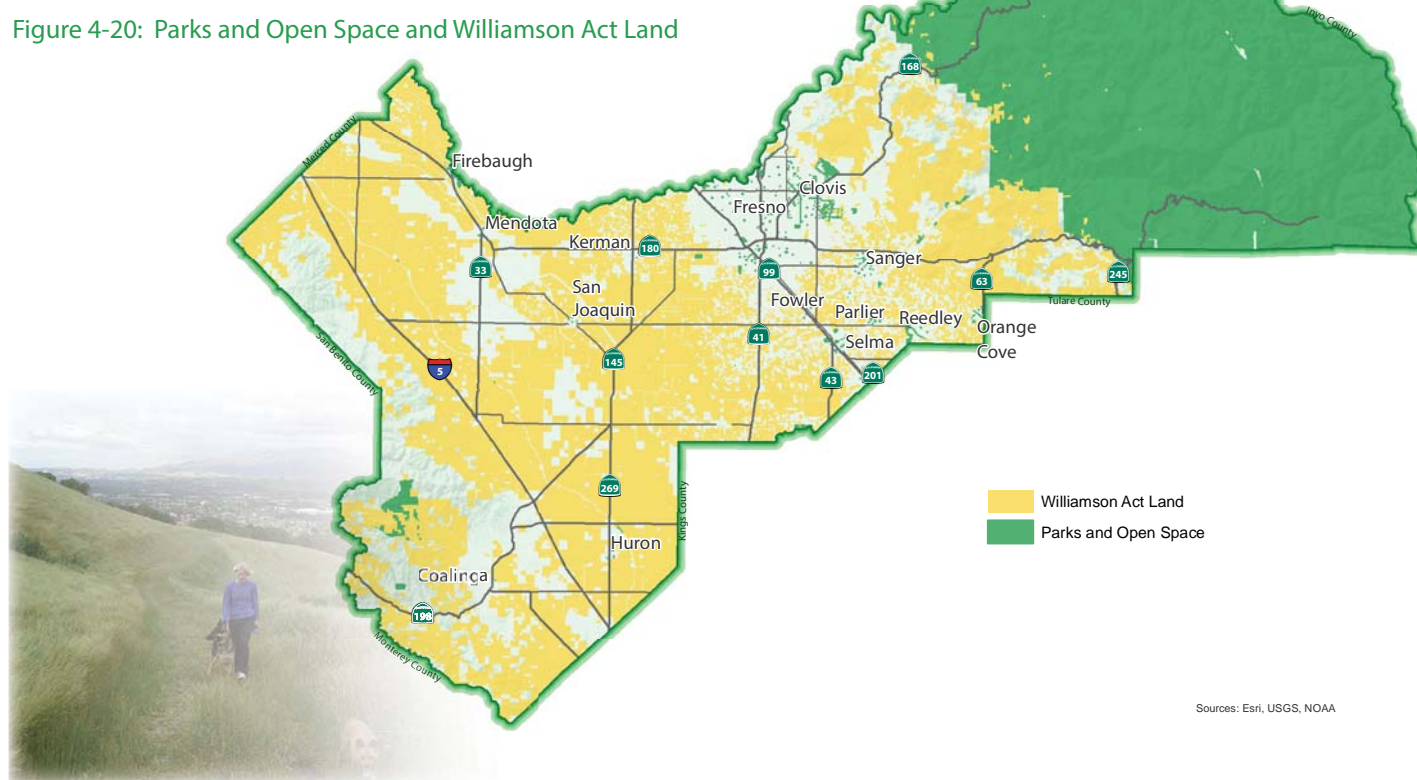 Figure 4-20: Parks and Open Space and Williamson Act Land
Inyo County
168
Merced County
Firebaugh
Clovis
Fresno
Mendota
Kerman
180
Sanger
33
99
63
245
San
Joaquin
Fowler
Tulare County
Parlier
Reedley
Orange
Cove
41
Selma
San Benito County
145
5
43
201
269
Kings County
Williamson Act Land
Parks and Open Space
Huron
Coalinga
198
Monterey County
Sources: Esri, USGS, NOAA